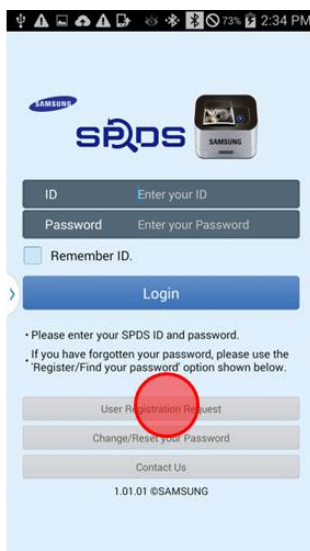 73% 2:34 PM
SAMSUNG
SPDS
SAMSUNG
ID Enter your ID
Password Enter your Password
Remember ID.
Login
• Please enter your SPDS ID and password.
• If you have forgotten your password, please use the
'Register/Find your password' option shown below.
User Registration Request
Change/Reset your Password
Contact Us
1.01.01 ©SAMSUNG